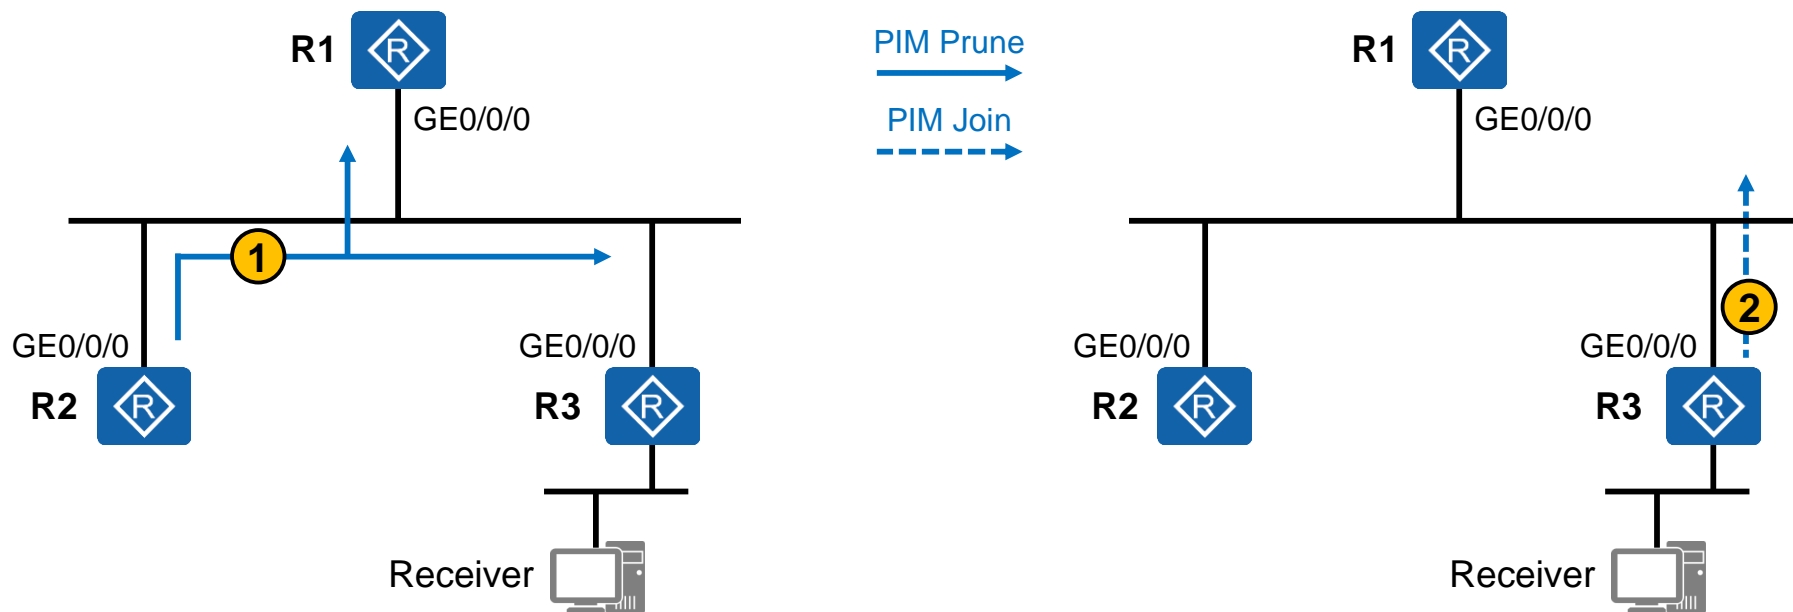 R1
R
GE0/0/0
1
GE0/0/0
R2
R
GE0/0/0
R3
R
Receiver
PIM Prune
PIM Join
R1
R
GE0/0/0
2
GE0/0/0
R2
R
GE0/0/0
R3
R
Receiver